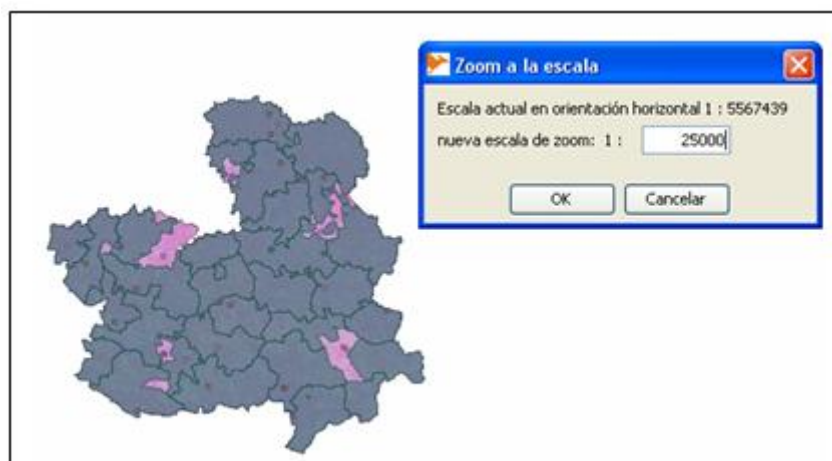 Zoom a la escala
Escala actual en orientación horizontal 1 : 5567439
nueva escala de zoom: 1 : 25000
OK Cancelar